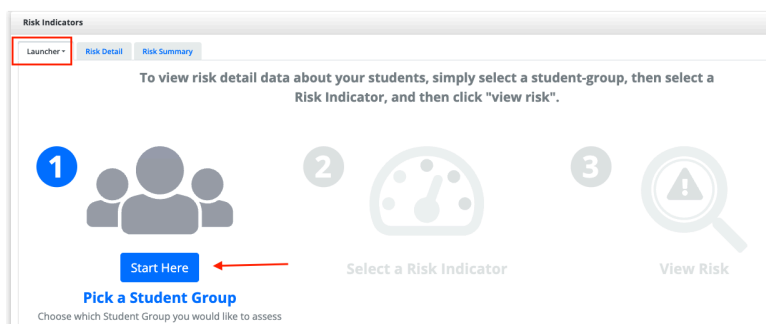 Risk Indicators
Launcher
Risk Detail
Risk Summary
To view risk detail data about your students, simply select a student-group, then select a
Risk Indicator, and then click "view risk".
1
2
3
Start Here
Select a Risk Indicator
View Risk
Pick a Student Group
Choose which Student Group you would like to assess